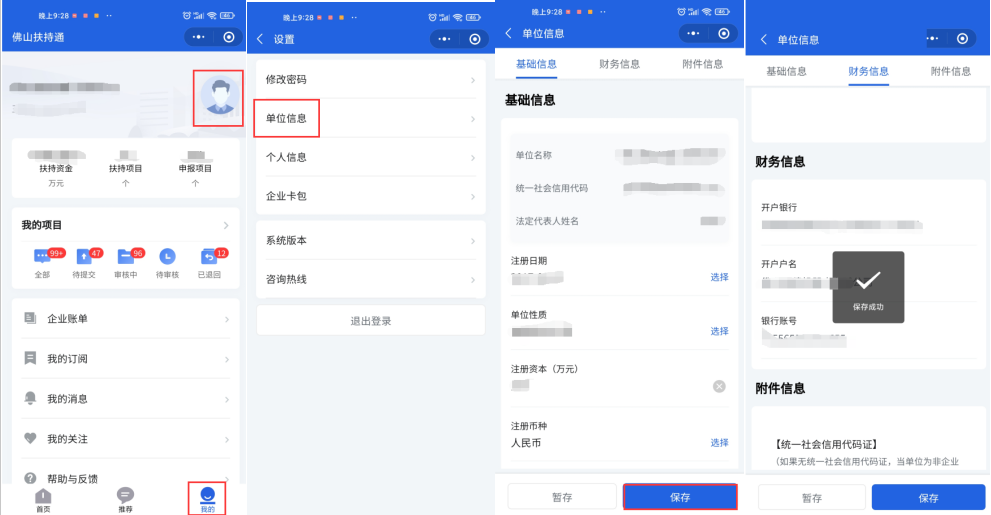 晚上9:28
佛山扶持通
扶持资金
万元
扶持项目
个
申报项目
个
我的项目
99+
47
96
12
全部
待提交
审核中
待审核
已退回
企业账单
我的订阅
我的消息
我的关注
帮助与反馈
首页
推荐
我的
晚上9:28
设置
修改密码
单位信息
个人信息
企业卡包
系统版本
咨询热线
退出登录
晚上9:28
单位信息
基础信息
财务信息
附件信息
基础信息
单位名称
统一社会信用代码
法定代表人姓名
注册日期
选择
单位性质
选择
注册资本（万元）
注册币种
人民币
选择
暂存
保存
单位信息
基础信息
财务信息
附件信息
财务信息
开户银行
开户户名
保存成功
银行账号
附件信息
【统一社会信用代码证】
（如果无统一社会信用代码证，当单位为非企业
暂存
保存